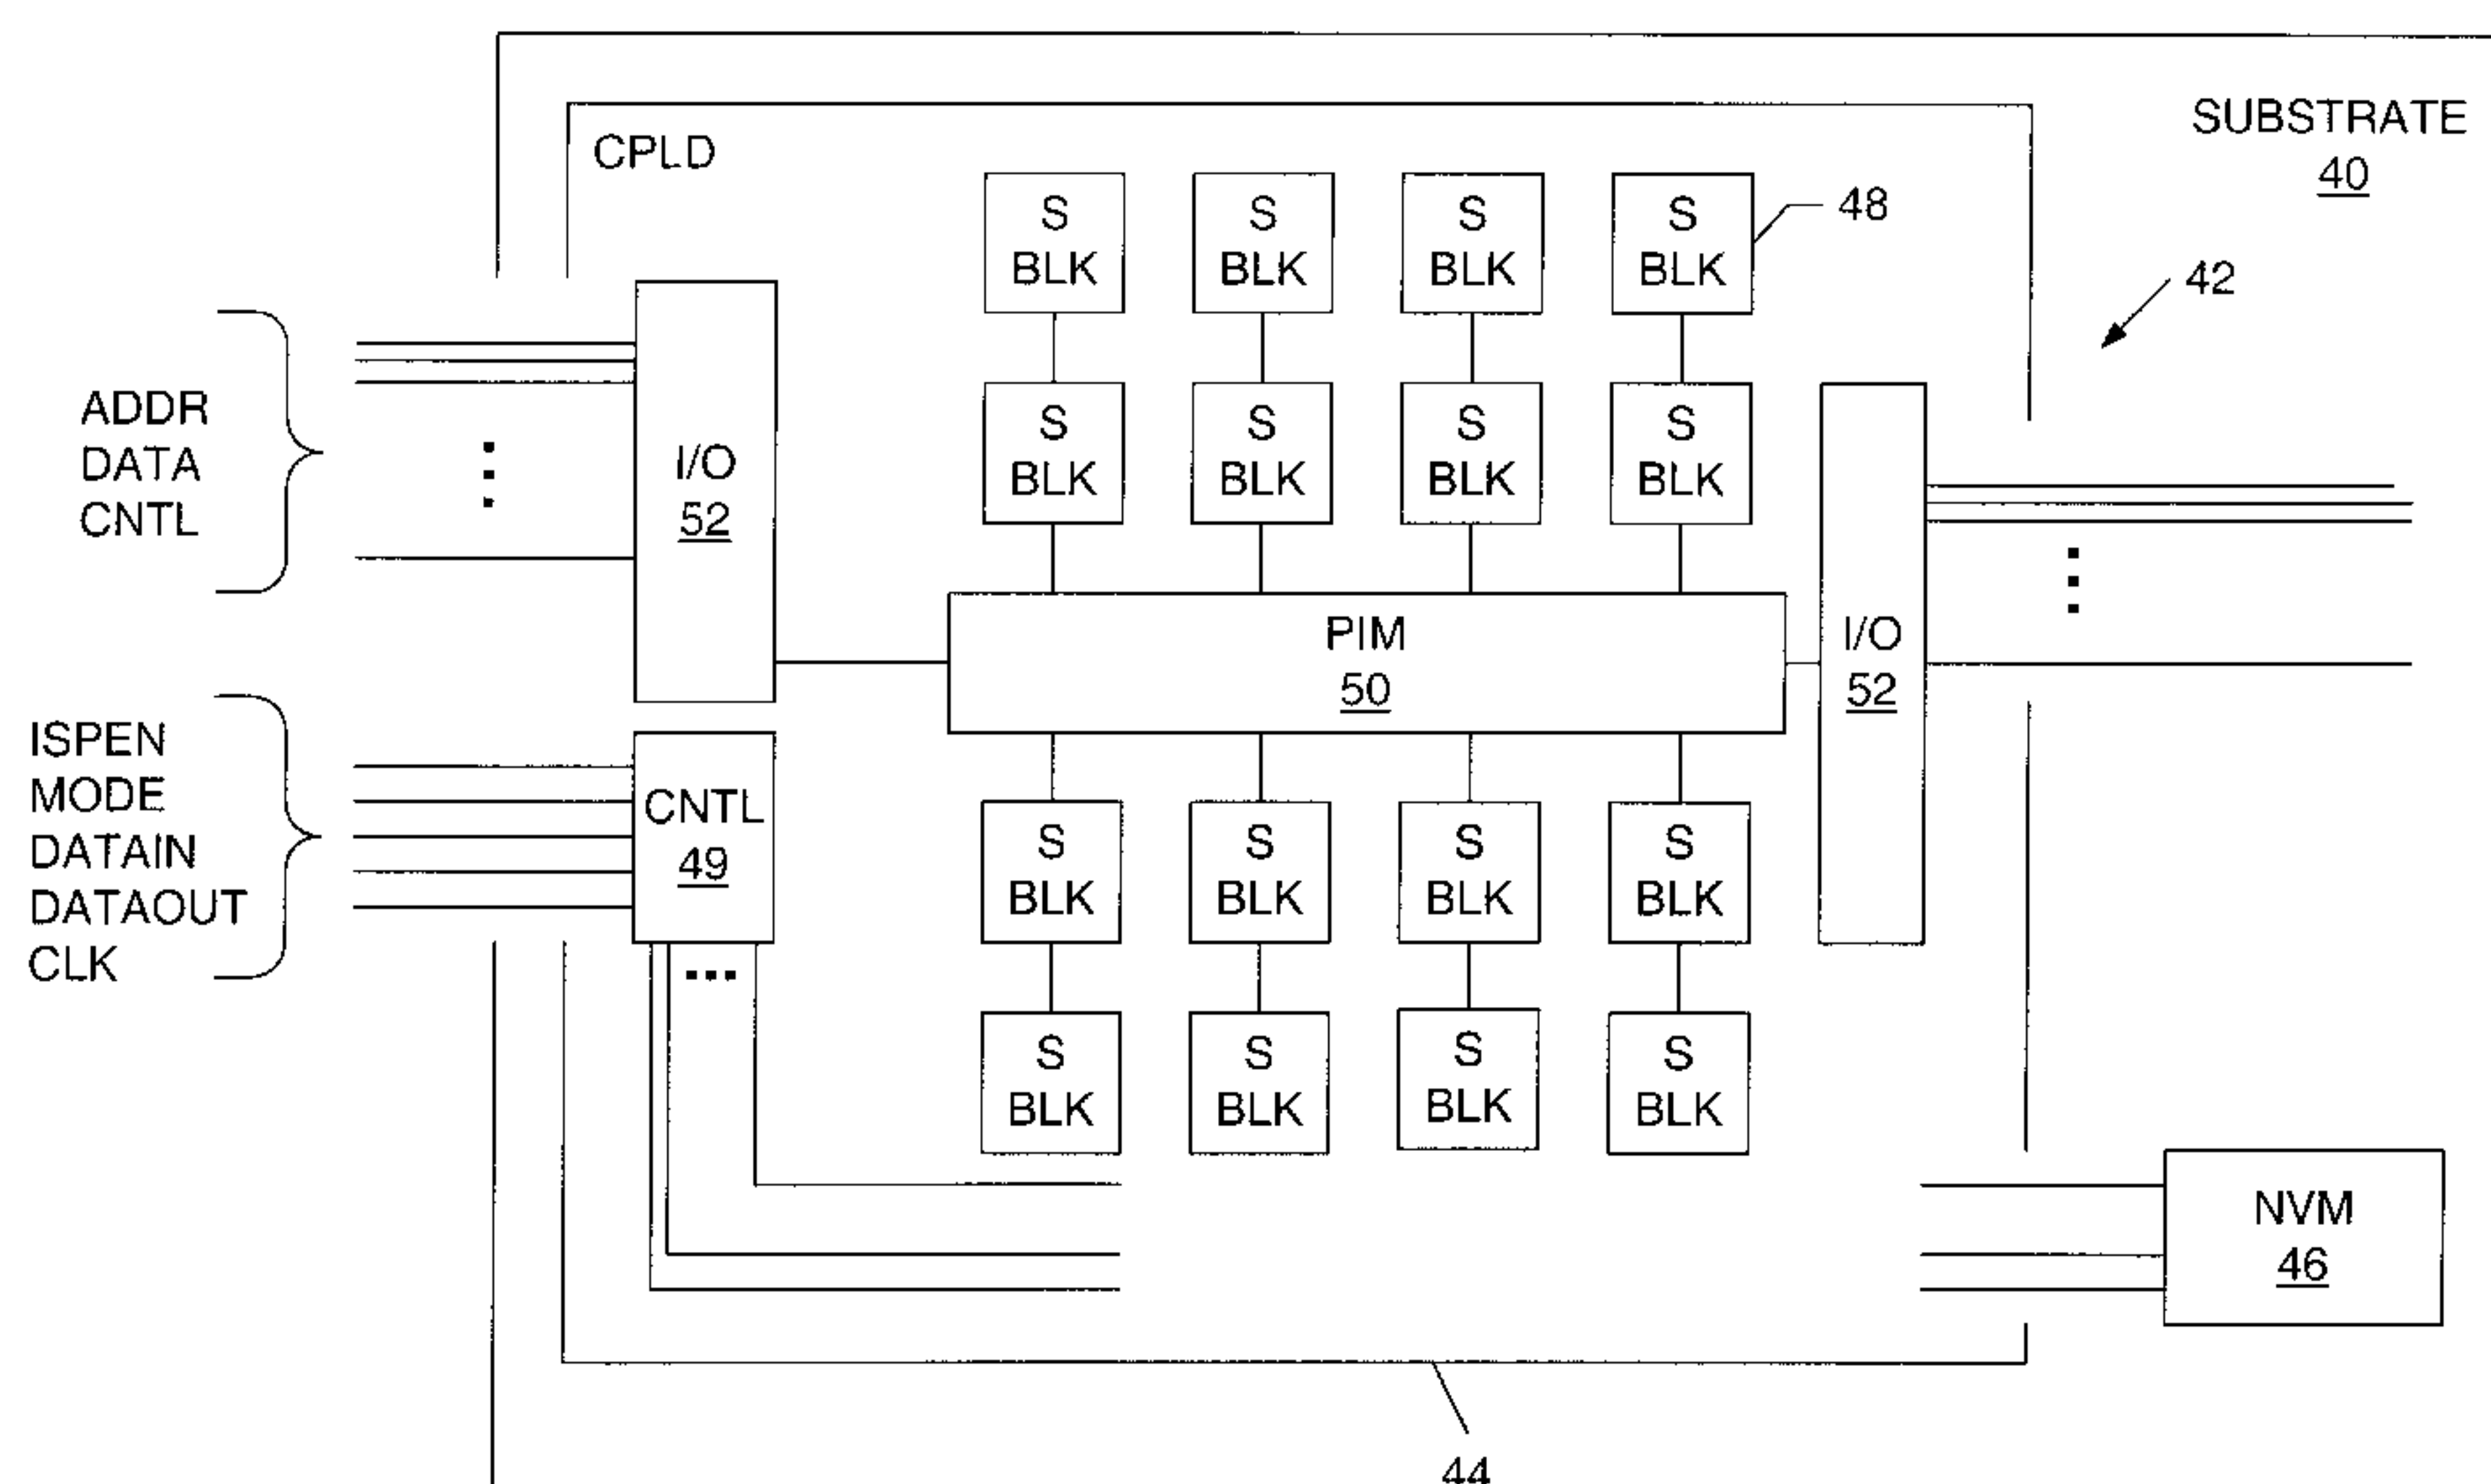 SUBSTRATE
40
CPLD
S
BLK
S
BLK
S
BLK
S
BLK
48
42
ADDR
DATA
CNTL
I/O
52
S
BLK
S
BLK
S
BLK
S
BLK
PIM
50
I/O
52
ISPEN
MODE
DATAIN
DATAOUT
CLK
CNTL
49
S
BLK
S
BLK
S
BLK
S
BLK
S
BLK
S
BLK
S
BLK
S
BLK
NVM
46
44